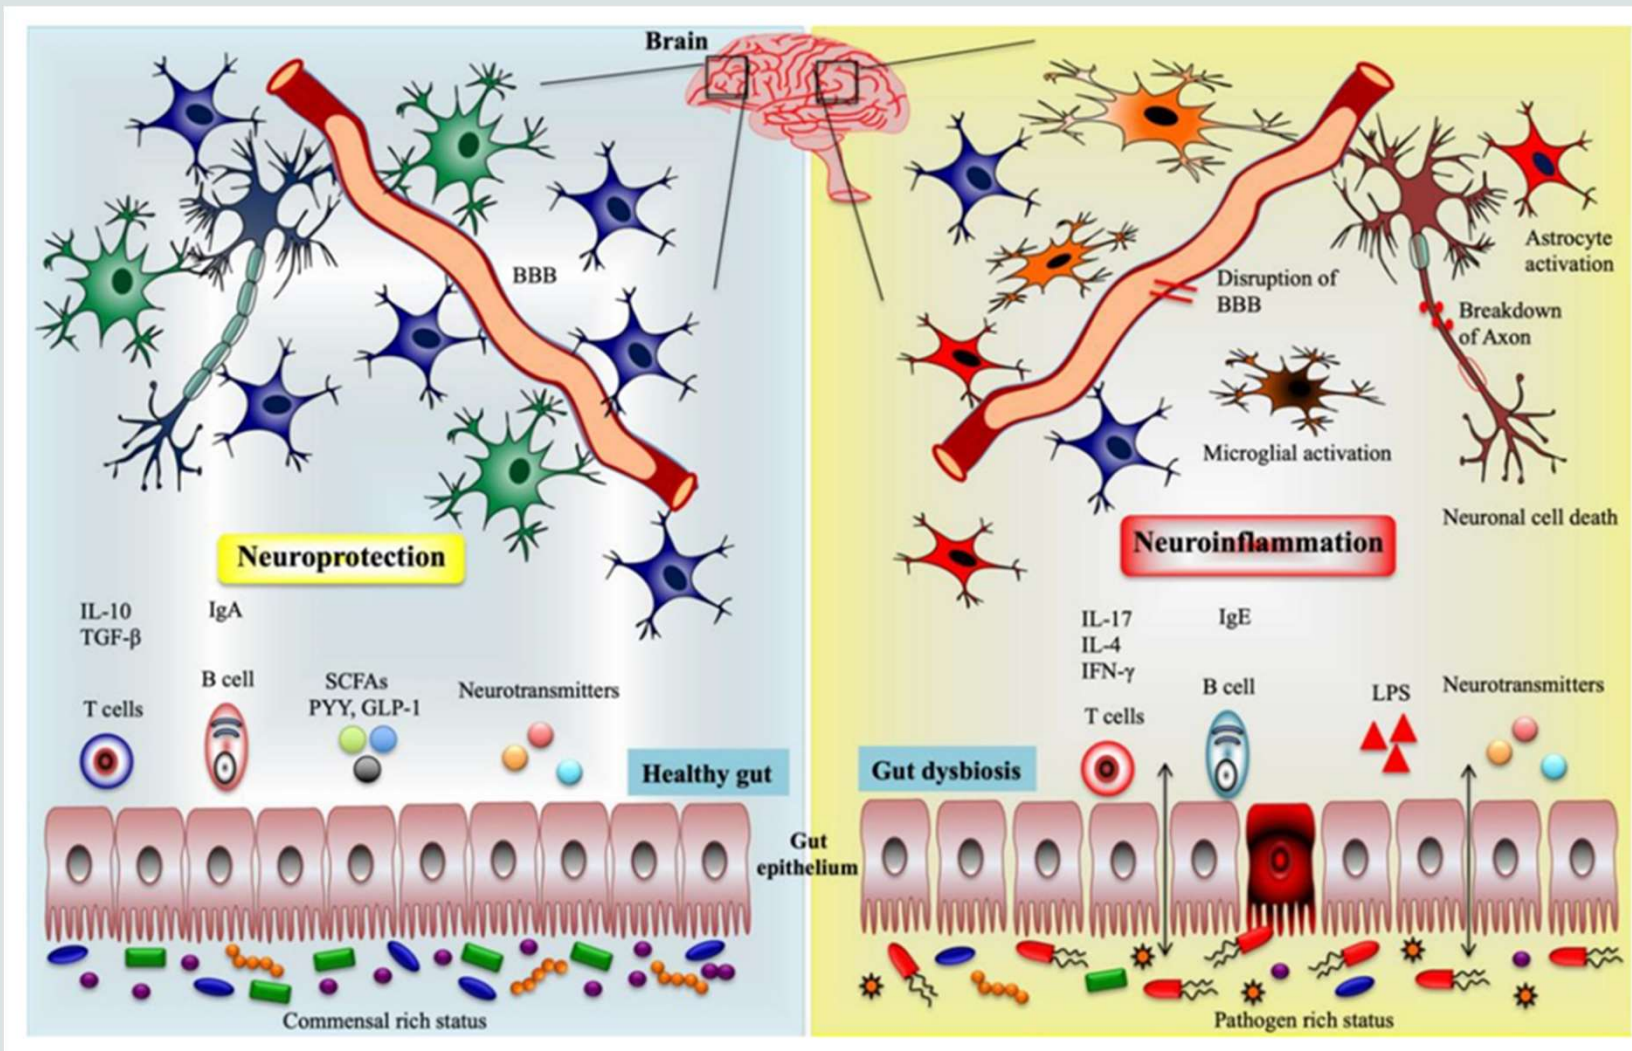 Brain
BBB
Neuroprotection
IL-10
TGF-β
IgA
B cell
T cells
SCFAs
PYY, GLP-1
Neurotransmitters
Healthy gut
Gut
epithelium
Commensal rich status
Astrocyte
activation
Disruption of
BBB
Breakdown
of Axon
Microglial activation
Neuronal cell death
Neuroinflammation
IL-17
IL-4
IFN-γ
IgE
B cell
T cells
LPS
Neurotransmitters
Gut dysbiosis
Pathogen rich status